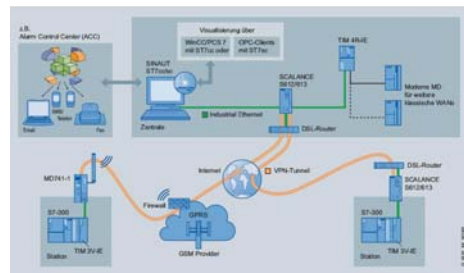 z.B.
Alarm Control Center (ACC)
SMS
Telefon
Email
Fax
Visualisierung über
WinCC/PCS 7
mit ST7cc oder
OPC-Clients
mit ST7sc
SINAUT
ST7cc/sc
Zentrale
Industrial Ethernet
SCALANCE
S612/613
DSL-Router
TIM 4R-IE
Modems MD
für weitere
klassische WANs
Internet
VPN-Tunnel
MD741-1
Firewall
GPRS
GSM Provider
S7-300
TIM 3V-IE
Station
DSL-Router
SCALANCE
S612/613
S7-300
TIM 3V-IE
Station